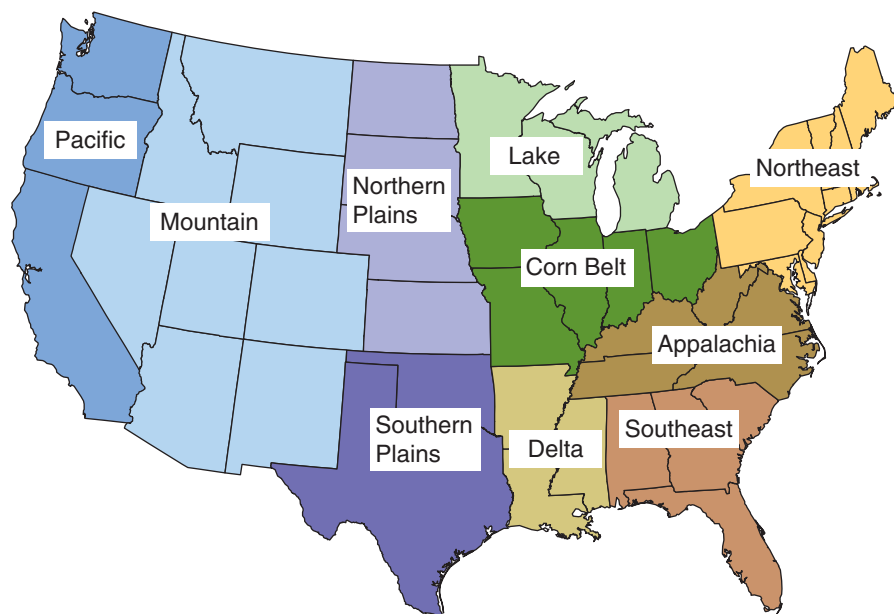 Pacific
Mountain
Northern
Plains
Lake
Northeast
Corn Belt
Appalachia
Southern
Plains
Delta
Southeast